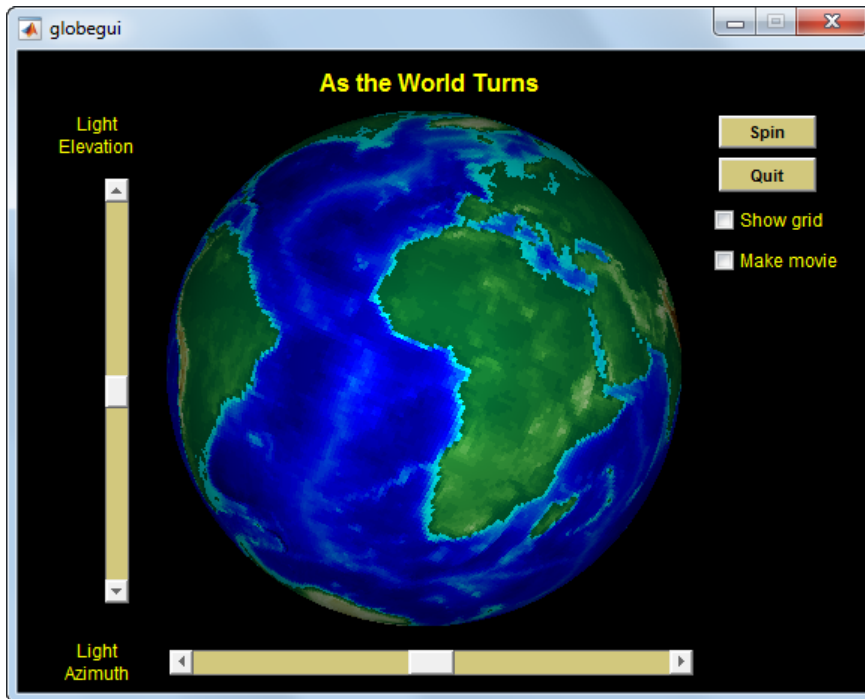 globegui
As the World Turns
Light
Elevation
Spin
Quit
Show grid
Make movie
Light
Azimuth